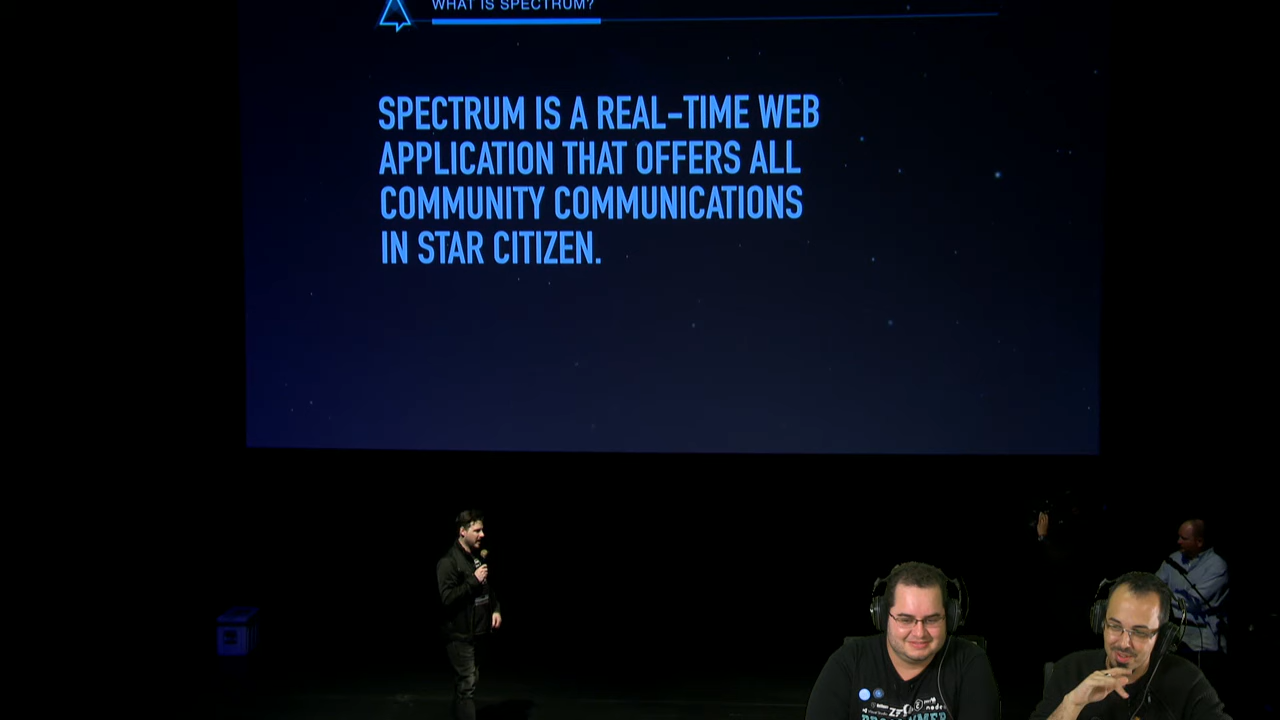 WHAT IS SPECTRUM?
SPECTRUM IS A REAL-TIME WEB
APPLICATION THAT OFFERS ALL
COMMUNITY COMMUNICATIONS
IN STAR CITIZEN.